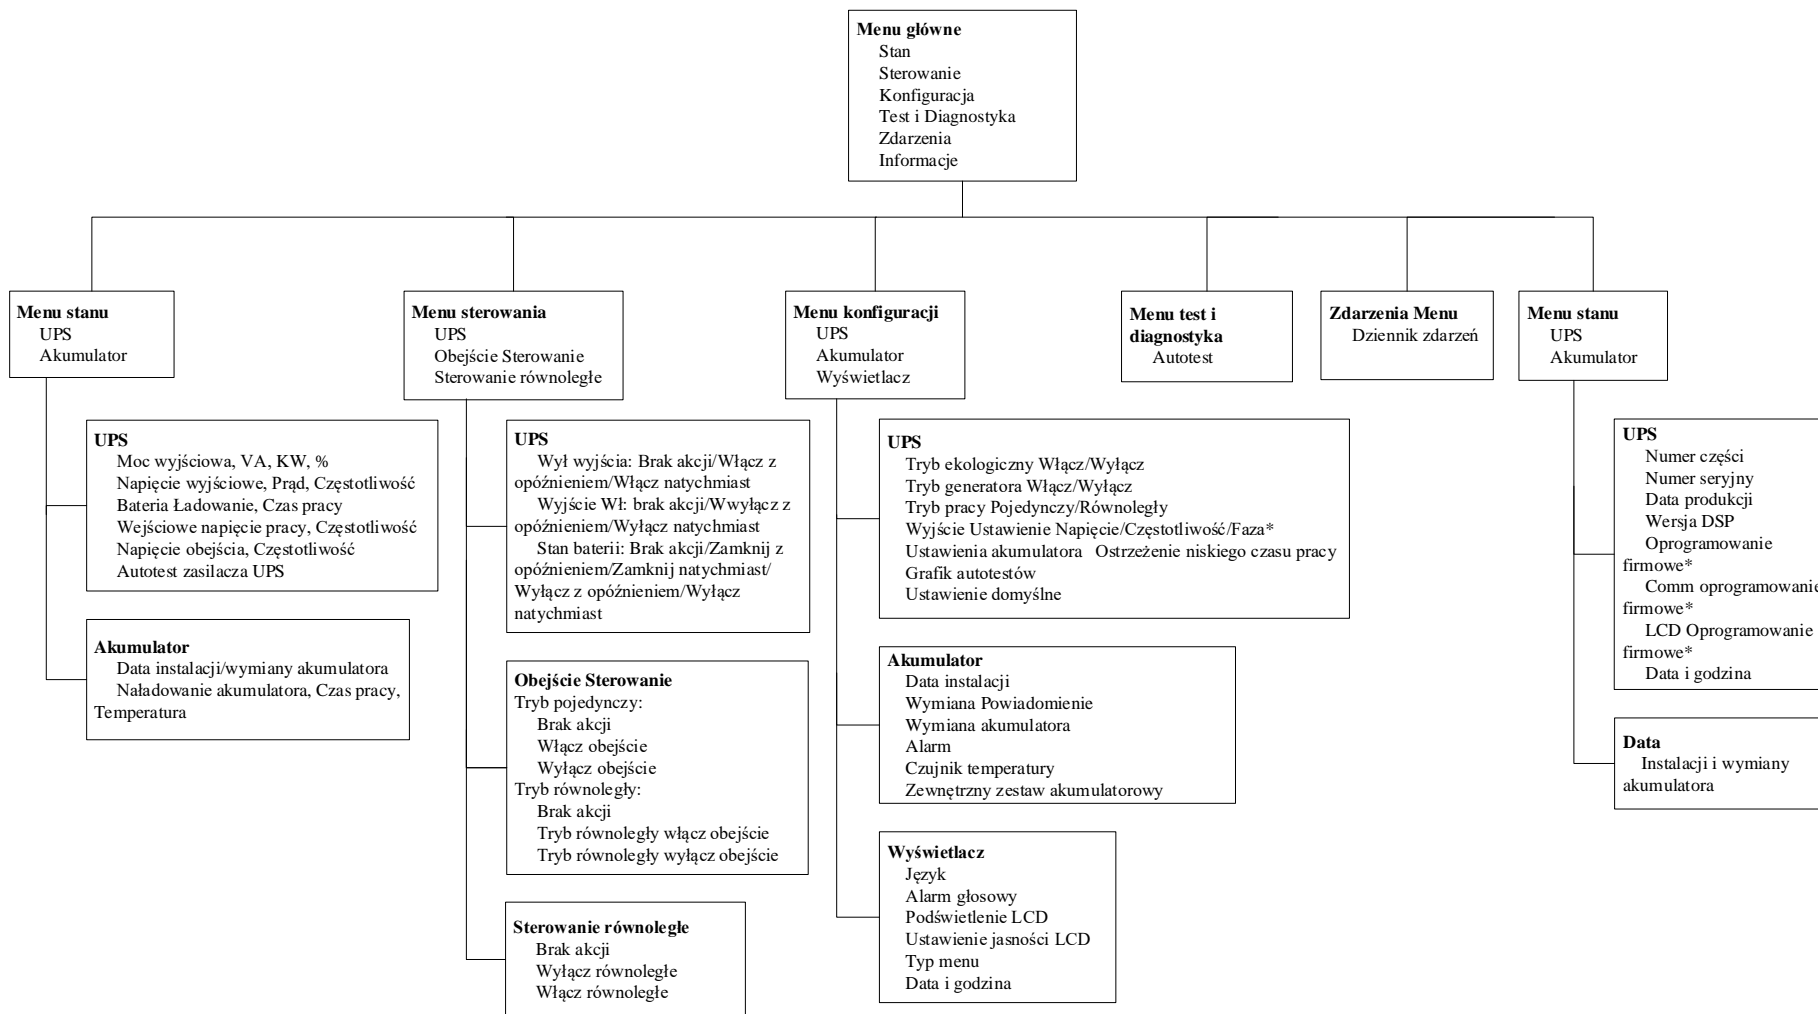 Menu główne
Stan
Sterowanie
Konfiguracja
Test i Diagnostyka
Zdarzenia
Informacje
Menu stanu
UPS
Akumulator
UPS
Moc wyjściowa, VA, KW, %
Napięcie wyjściowe, Prąd, Częstotliwość
Bateria Ładowanie, Czas pracy
Wejściowe napięcie pracy, Częstotliwość
Napięcie obejścia, Częstotliwość
Autotest zasilacza UPS
Akumulator
Data instalacji/wymiany akumulatora
Naładowanie akumulatora, Czas pracy,
Temperatura
Menu sterowania
UPS
Obejście Sterowanie
Sterowanie równoległe
UPS
Wył wyjścia: Brak akcji/Włącz z
opóźnieniem/Włącz natychmiast
Wyjście Wł: brak akcji/Wwyłącz z
opóźnieniem/Wyłącz natychmiast
Stan baterii: Brak akcji/Zamknij z
opóźnieniem/Zamknij natychmiast/
Wyłącz z opóźnieniem/Wyłącz
natychmiast
Obejście Sterowanie
Tryb pojedynczy:
Brak akcji
Włącz obejście
Wyłącz obejście
Tryb równoległy:
Brak akcji
Tryb równoległy włącz obejście
Tryb równoległy wyłącz obejście
Sterowanie równoległe
Brak akcji
Wyłącz równoległe
Włącz równoległe
Menu konfiguracji
UPS
Akumulator
Wyświetlacz
UPS
Tryb ekologiczny Włącz/Wyłącz
Tryb generatora Włącz/Wyłącz
Tryb pracy Pojedynczy/Równoległy
Wyjście Ustawienie Napięcie/Częstotliwość/Faza*
Ustawienia akumulatora Ostrzeżenie niskiego czasu pracy
Grafik autotestów
Ustawienie domyślne
Akumulator
Data instalacji
Wymiana Powiadomienie
Wymiana akumulatora
Alarm
Czujnik temperatury
Zewnętrzny zestaw akumulatorowy
Wyświetlacz
Język
Alarm głosowy
Podświetlenie LCD
Ustawienie jasności LCD
Typ menu
Data i godzina
Menu test i
diagnostyka
Autotest
Zdarzenia Menu
Dziennik zdarzeń
Menu stanu
UPS
Akumulator
UPS
Numer części
Numer seryjny
Data produkcji
Wersja DSP
Oprogramowanie
firmowe*
Comm oprogramowanie
firmowe*
LCD Oprogramowanie
firmowe*
Data i godzina
Data
Instalacji i wymiany
akumulatora